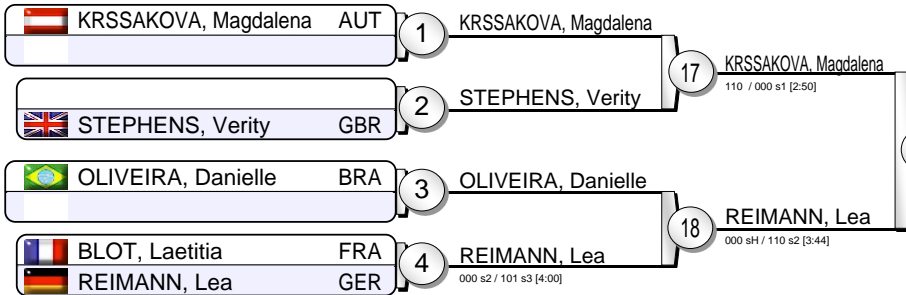 KRSSAKOVA, Magdalena AUT
1
KRSSAKOVA, Magdalena
STEPHENS, Verity GBR
2
STEPHENS, Verity
17
KRSSAKOVA, Magdalena
110 / 000 s1 [2:50]
OLIVEIRA, Danielle BRA
3
OLIVEIRA, Danielle
BLOT, Laetitia FRA
REIMANN, Lea GER
4
REIMANN, Lea
000 s2 / 101 s3 [4:00]
18
REIMANN, Lea
000 sH / 110 s2 [3:44]